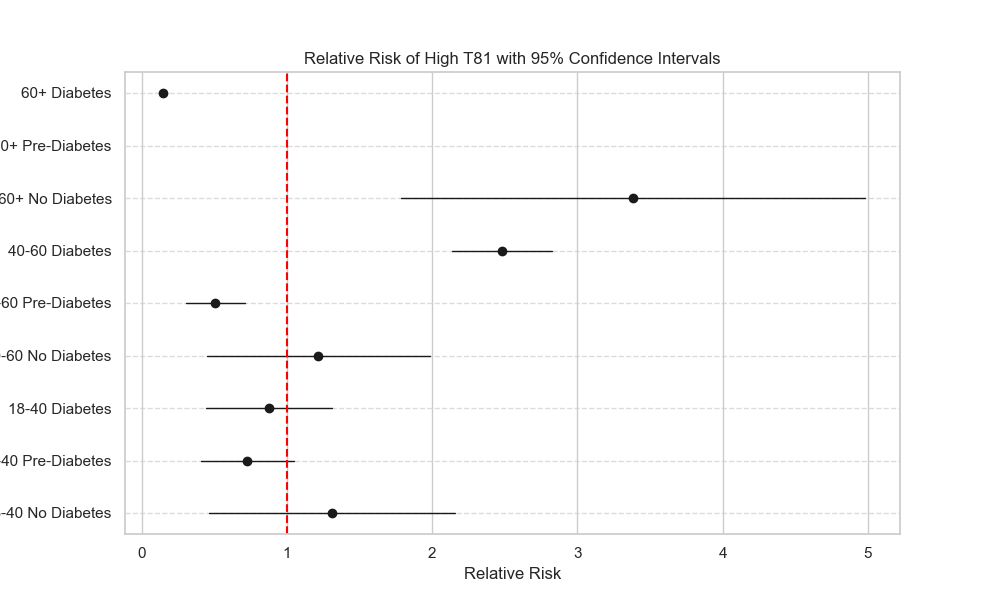 Relative Risk of High T81 with 95% Confidence Intervals
60+ Diabetes
0+ Pre-Diabetes
60+ No Diabetes
40-60 Diabetes
-60 Pre-Diabetes
-60 No Diabetes
18-40 Diabetes
-40 Pre-Diabetes
-40 No Diabetes
0 1 2 3 4 5
Relative Risk